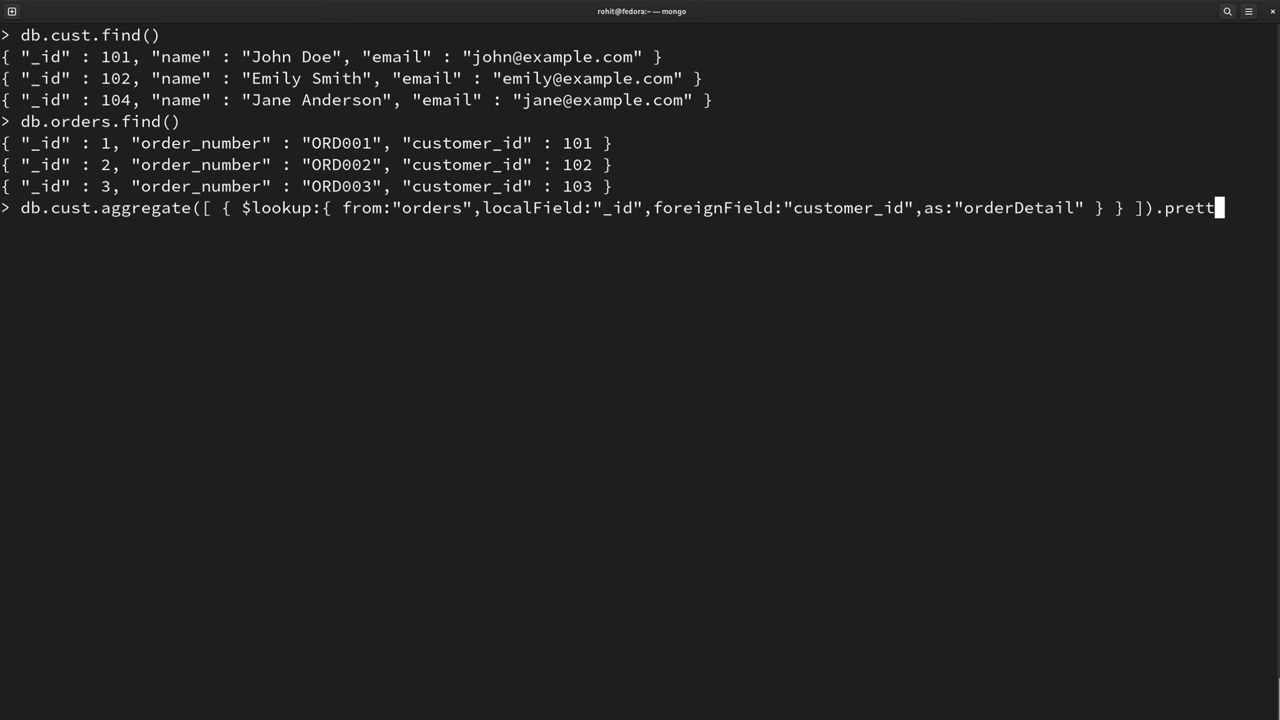 rohit@fedora:~ — mongo
> db.cust.find()
{ "_id" : 101, "name" : "John Doe", "email" : "john@example.com" }
{ "_id" : 102, "name" : "Emily Smith", "email" : "emily@example.com" }
{ "_id" : 104, "name" : "Jane Anderson", "email" : "jane@example.com" }
> db.orders.find()
{ "_id" : 1, "order_number" : "ORD001", "customer_id" : 101 }
{ "_id" : 2, "order_number" : "ORD002", "customer_id" : 102 }
{ "_id" : 3, "order_number" : "ORD003", "customer_id" : 103 }
> db.cust.aggregate([ { $lookup:{ from:"orders",localField:"_id",foreignField:"customer_id",as:"orderDetail" } } ]).prett